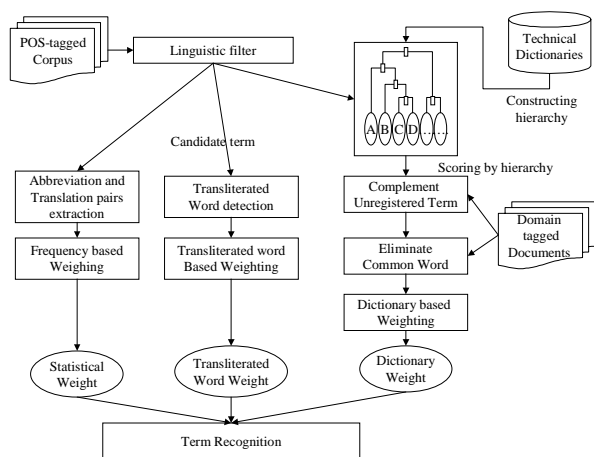 POS-tagged
Corpus
Linguistic filter
Technical
Dictionaries
Constructing
hierarchy
A B C D ... ...
Candidate term
Scoring by hierarchy
Abbreviation and
Translation pairs
extraction
Transliterated
Word detection
Complement
Unregistered Term
Domain
tagged
Documents
Frequency based
Weighing
Transliterated word
Based Weighting
Eliminate
Common Word
Dictionary based
Weighting
Statistical
Weight
Transliterated
Word Weight
Dictionary
Weight
Term Recognition